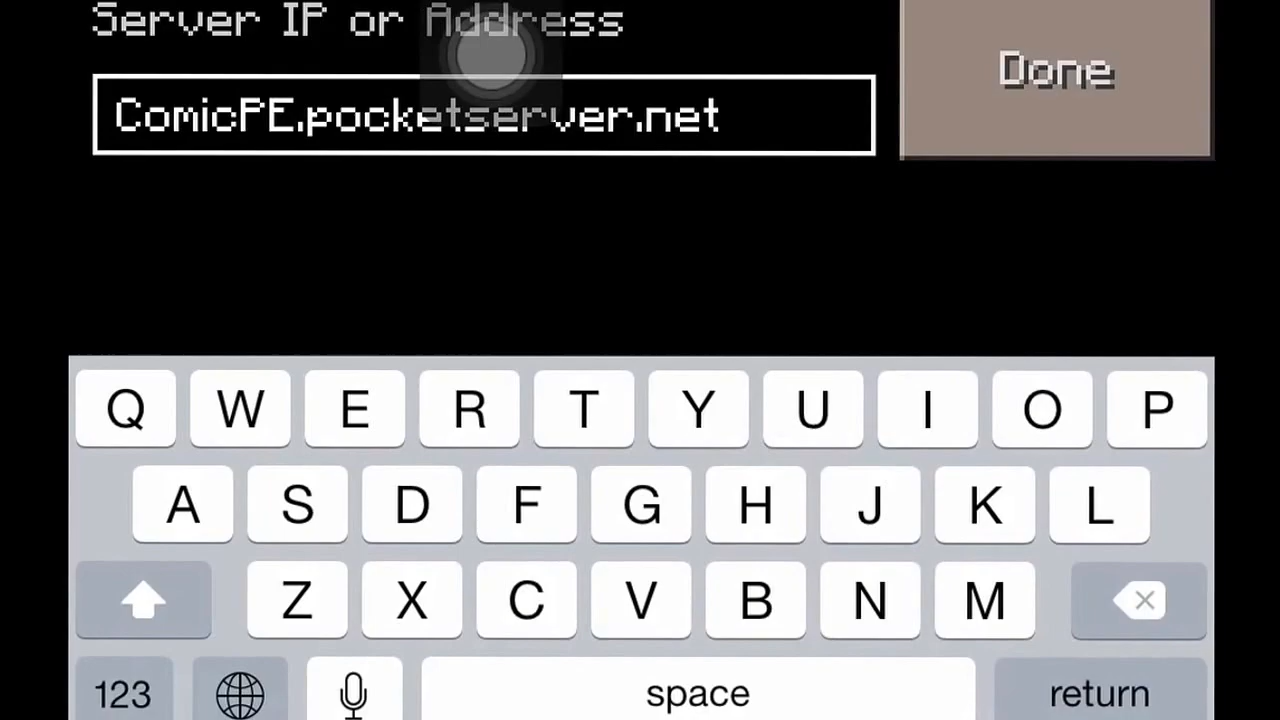 Server IP or Address
Done
ComicPE.pocketserver.net
Q W E R T Y U I O P
A S D F G H J K L
Z X C V B N M
123 space return